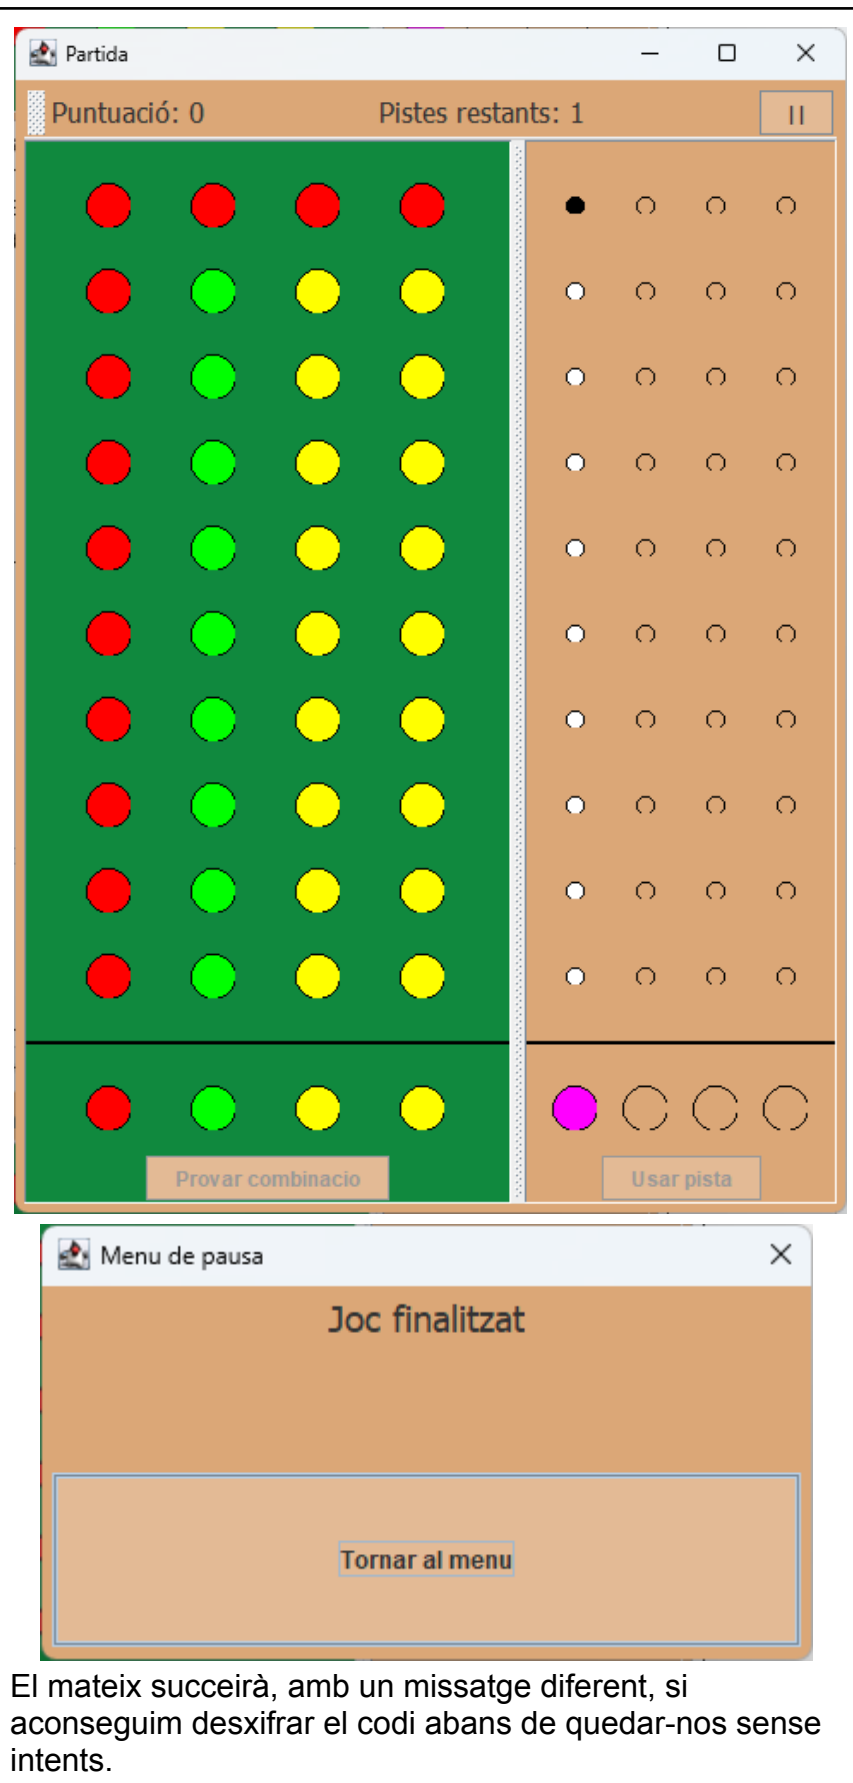 Partida
Puntuació: 0 Pistes restants: 1
Provar combinacio Usar pista
Menu de pausa
Joc finalitzat
Tornar al menu
El mateix succeirà, amb un missatge diferent, si
aconseguim desxifrar el codi abans de quedar-nos sense
intents.